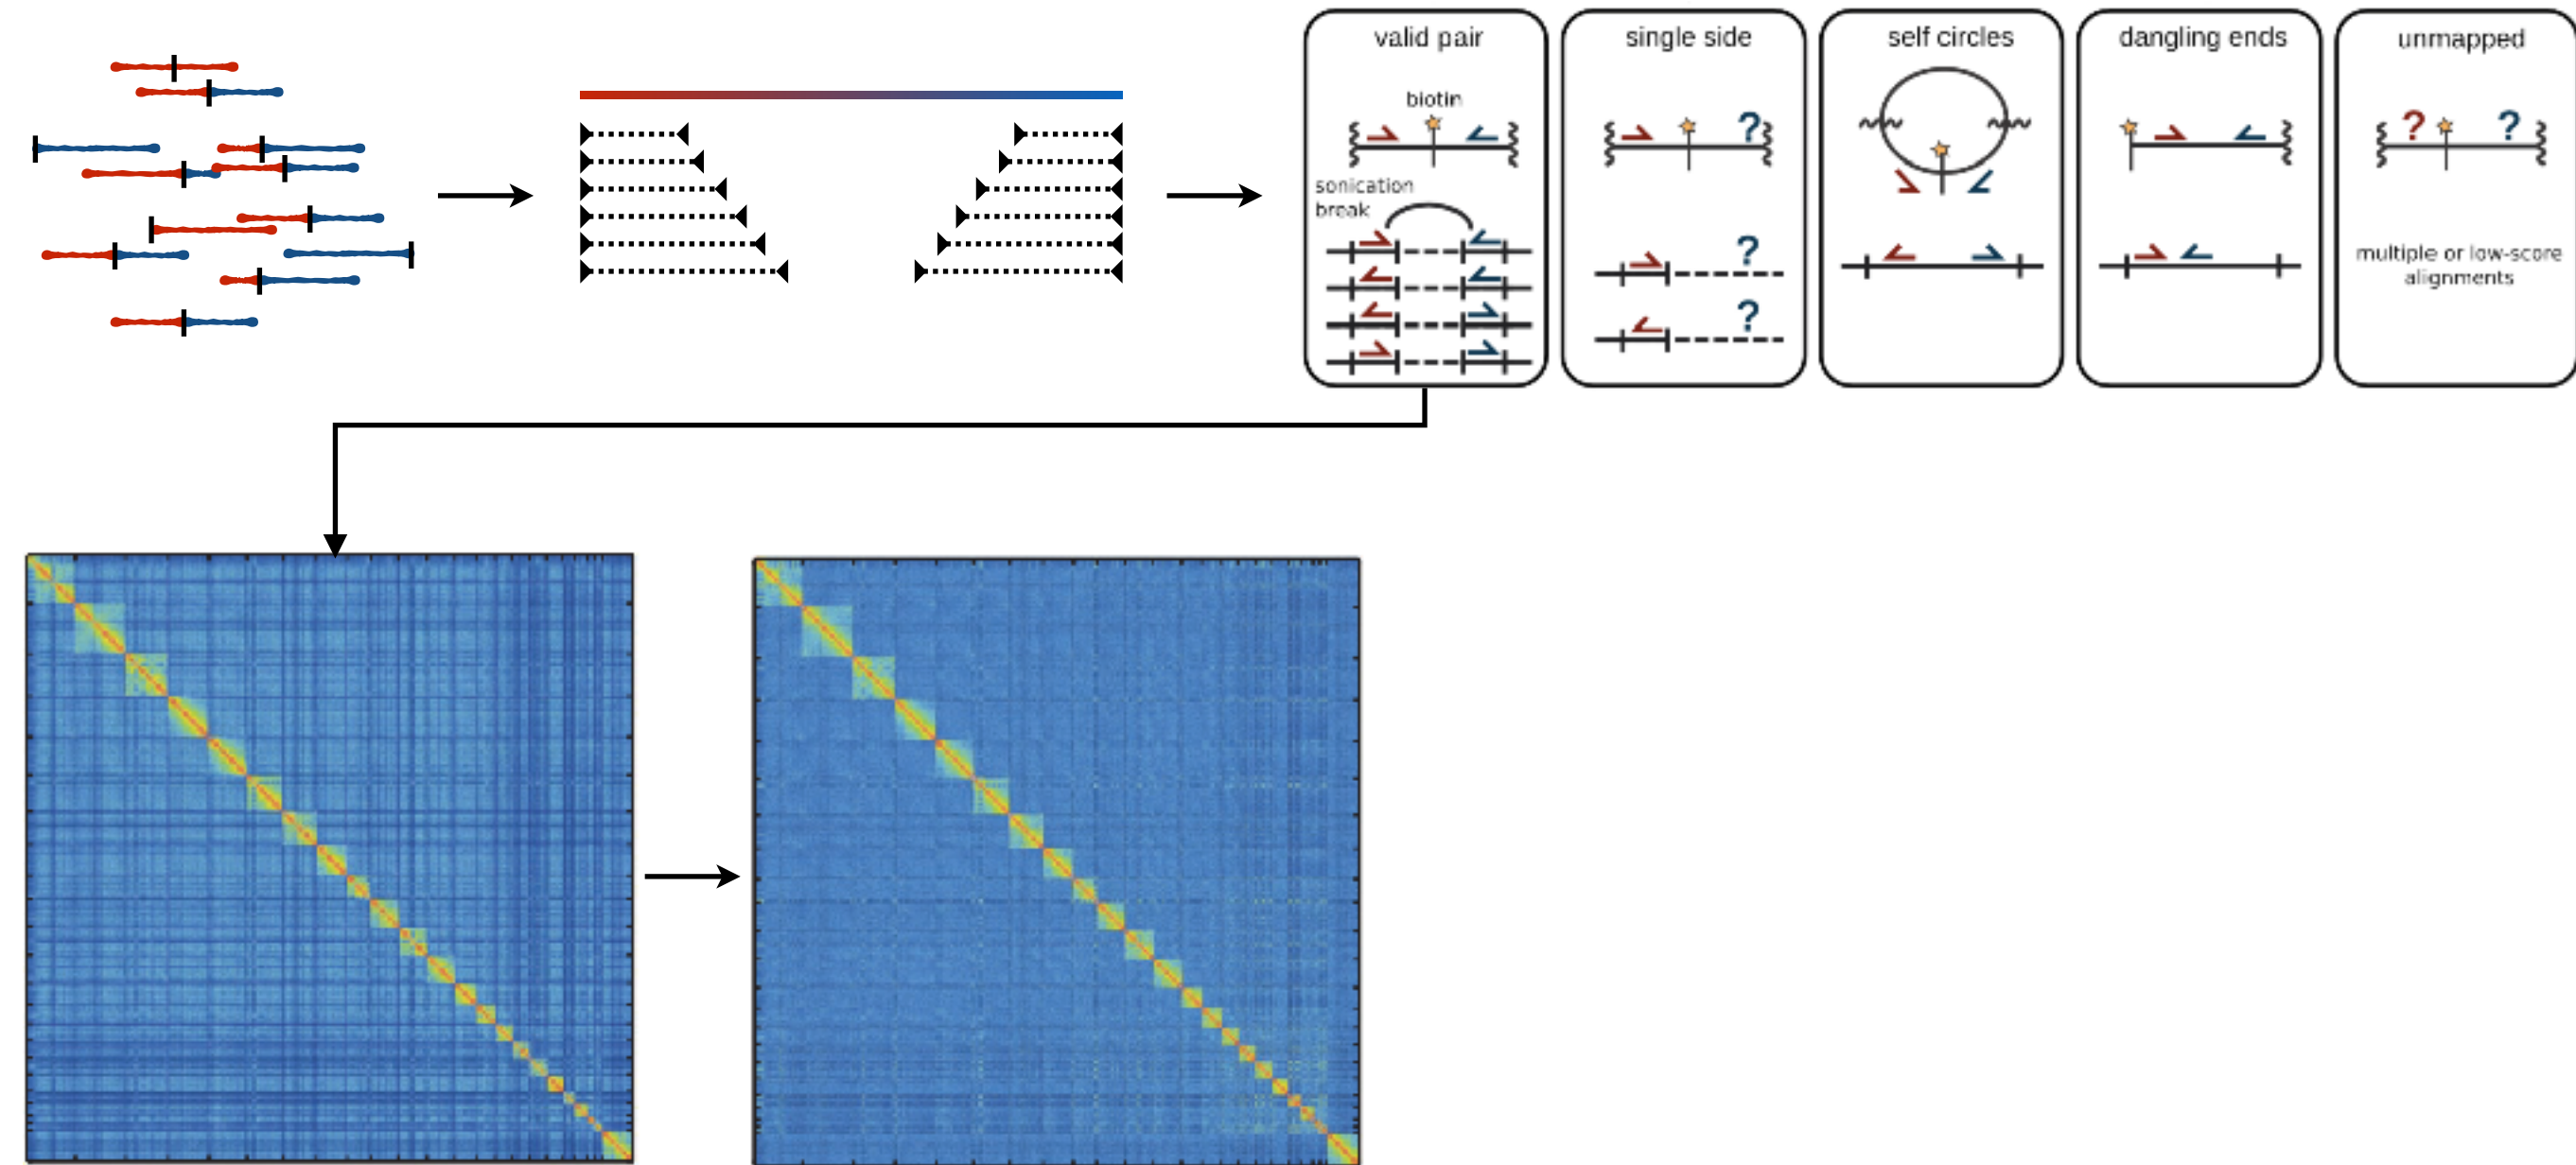 valid pair
biotin
sonication
break
single side
?
?
?
self circles
dangling ends
unmapped
? ?
multiple or low-score
alignments